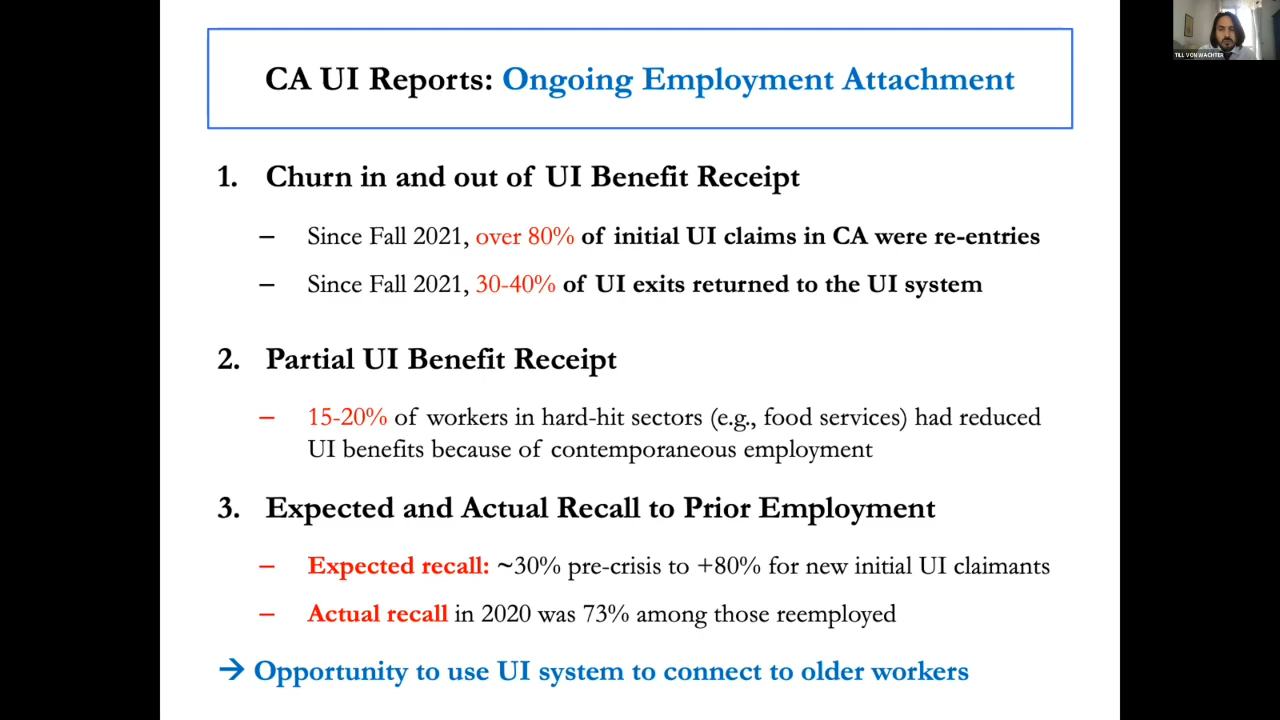 TILL VON WACHTER
CA UI Reports: Ongoing Employment Attachment
1. Churn in and out of UI Benefit Receipt
– Since Fall 2021, over 80% of initial UI claims in CA were re-entries
– Since Fall 2021, 30-40% of UI exits returned to the UI system
2. Partial UI Benefit Receipt
– 15-20% of workers in hard-hit sectors (e.g., food services) had reduced
UI benefits because of contemporaneous employment
3. Expected and Actual Recall to Prior Employment
– Expected recall: ~30% pre-crisis to +80% for new initial UI claimants
– Actual recall in 2020 was 73% among those reemployed
→ Opportunity to use UI system to connect to older workers